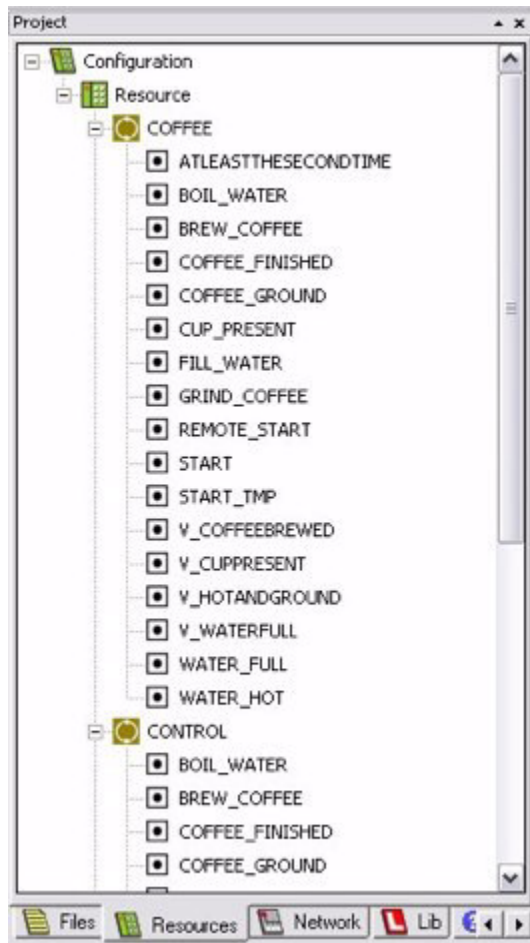 Project
Configuration
Resource
COFFEE
ATLEASTTHESECONDTIME
BOIL_WATER
BREW_COFFEE
COFFEE_FINISHED
COFFEE_GROUND
CUP_PRESENT
FILL_WATER
GRIND_COFFEE
REMOTE_START
START
START_TMP
V_COFFEEBREWED
V_CUPPRESENT
V_HOTANDGROUND
V_WATERFULL
WATER_FULL
WATER_HOT
CONTROL
BOIL_WATER
BREW_COFFEE
COFFEE_FINISHED
COFFEE_GROUND
Files Resources Network Lib